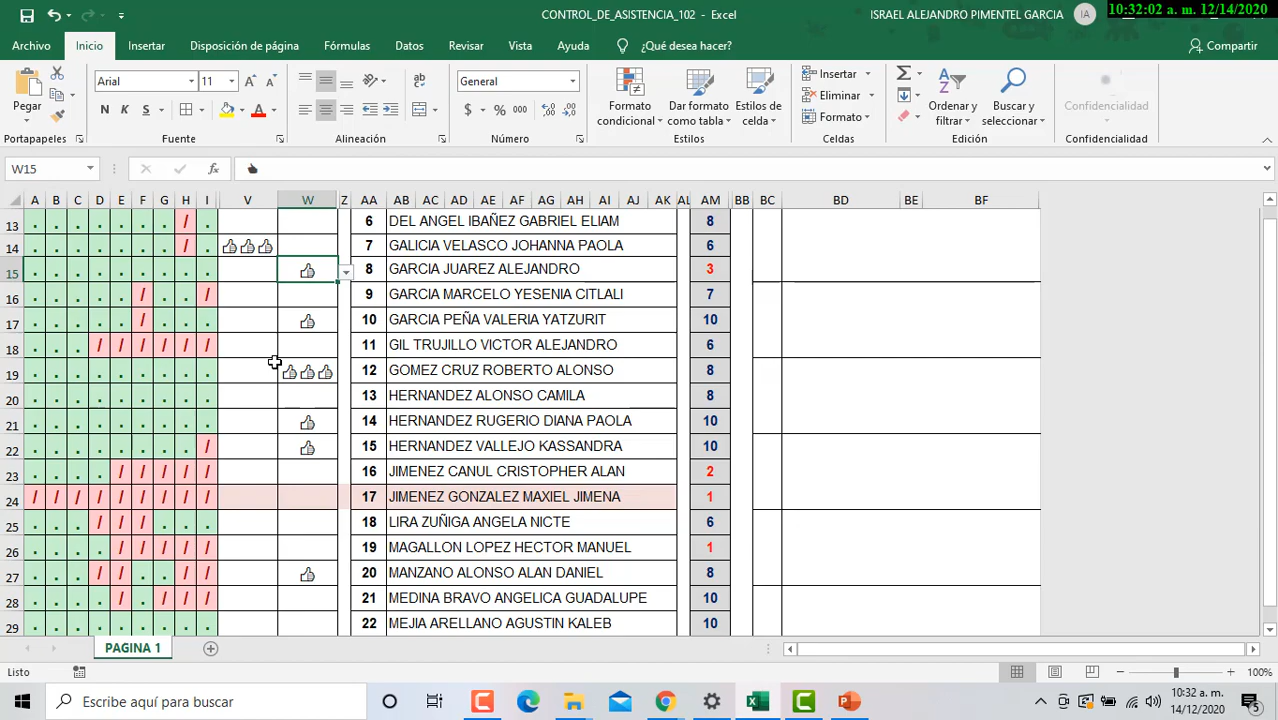 CONTROL_DE_ASISTENCIA_102 - Excel
ISRAEL ALEJANDRO PIMENTEL GARCIA
IA
10:32:02 a. m. 12/14/2020
Archivo Inicio Insertar Disposición de página Fórmulas Datos Revisar Vista Ayuda ¿Qué desea hacer? Compartir
Pegar
Arial 11
General
N K S
ab
$ % 000
Formato condicional
Dar formato como tabla
Estilos de celda
Insertar
Eliminar
Formato
Ordenar y filtrar
Buscar y seleccionar
Confidencialidad
Portapapeles Fuente Alineación Número Estilos Celdas Edición Confidencialidad
W15 fx
A B C D E F G H I V W Z AA AB AC AD AE AF AG AH AI AJ AK AL AM BB BC BD BE BF
13 . . . . . . . / . 6 DEL ANGEL IBAÑEZ GABRIEL ELIAM 8
14 . . . . . . . / . 7 GALICIA VELASCO JOHANNA PAOLA 6
15 . . . . . . . . . 8 GARCIA JUAREZ ALEJANDRO 3
16 . . . . . / . . / 9 GARCIA MARCELO YESENIA CITLALI 7
17 . . . . . / . . . 10 GARCIA PEÑA VALERIA YATZURIT 10
18 . . . / / / / / / 11 GIL TRUJILLO VICTOR ALEJANDRO 6
19 . . . . . . . . . 12 GOMEZ CRUZ ROBERTO ALONSO 8
20 . . . . . . . . . 13 HERNANDEZ ALONSO CAMILA 8
21 . . . . . . . . . 14 HERNANDEZ RUGERIO DIANA PAOLA 10
22 . . . . . . . . / 15 HERNANDEZ VALLEJO KASSANDRA 10
23 . . . . / / / / / 16 JIMENEZ CANUL CRISTOPHER ALAN 2
24 / / / / / / / / / 17 JIMENEZ GONZALEZ MAXIEL JIMENA 1
25 . . . / / / . . . 18 LIRA ZUÑIGA ANGELA NICTE 6
26 . . . . / / / / / 19 MAGALLON LOPEZ HECTOR MANUEL 1
27 . . . / / . . / / 20 MANZANO ALONSO ALAN DANIEL 8
28 . . . . / . / / / 21 MEDINA BRAVO ANGELICA GUADALUPE 10
29 . . . . . . . . . 22 MEJIA ARELLANO AGUSTIN KALEB 10
PAGINA 1
Listo
100%
Escribe aquí para buscar
10:32 a. m.
14/12/2020
5